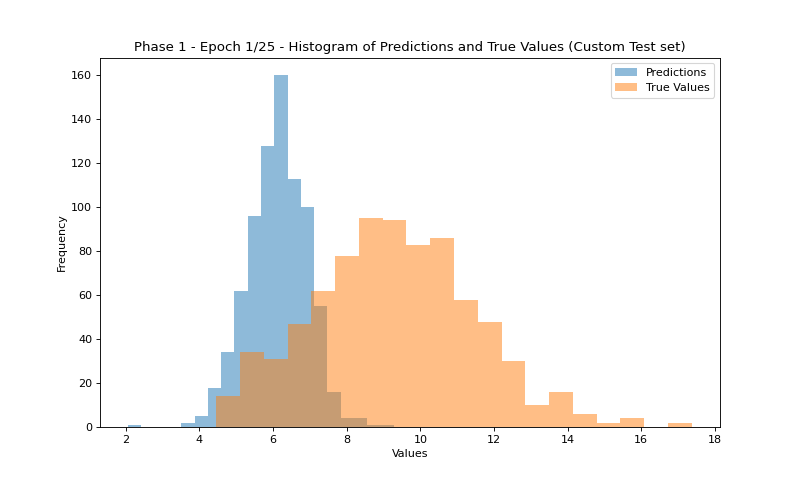 Phase 1 - Epoch 1/25 - Histogram of Predictions and True Values (Custom Test set)
Predictions
True Values
Frequency
160
140
120
100
80
60
40
20
0
2 4 6 8 10 12 14 16 18
Values